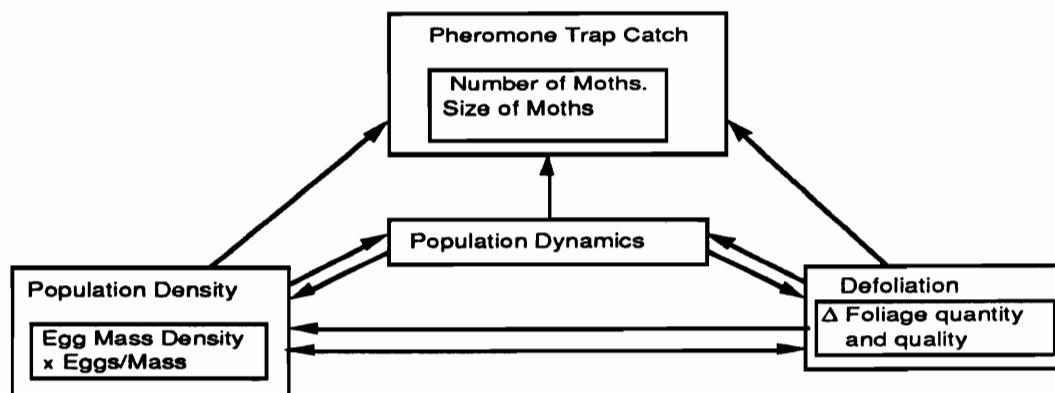 Pheromone Trap Catch
Number of Moths.
Size of Moths
Population Dynamics
Population Density
Egg Mass Density
x Eggs/Mass
Defoliation
Δ Foliage quantity
and quality